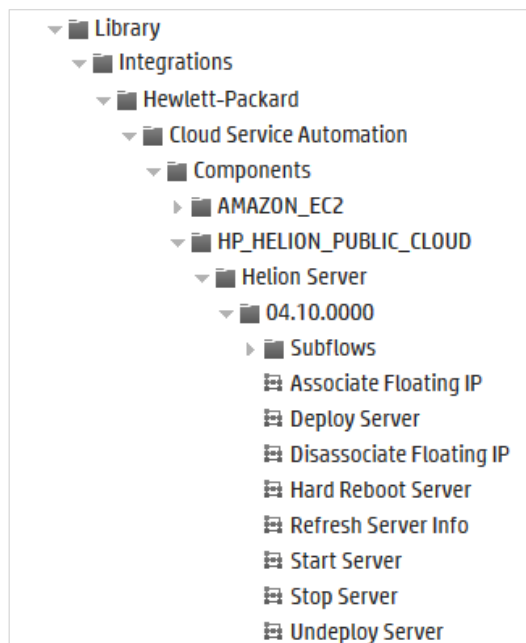 Library
Integrations
Hewlett-Packard
Cloud Service Automation
Components
AMAZON_EC2
HP_HELION_PUBLIC_CLOUD
Helion Server
04.10.0000
Subflows
Associate Floating IP
Deploy Server
Disassociate Floating IP
Hard Reboot Server
Refresh Server Info
Start Server
Stop Server
Undeploy Server